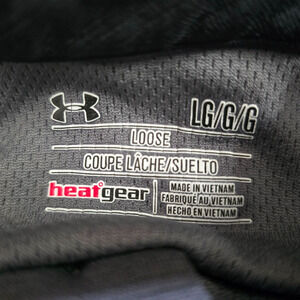 LG/G/G
LOOSE
COUPE LÂCHE/SUELTO
heatgear
MADE IN VIETNAM
FABRIQUÉ AU VIETNAM
HECHO EN VIETNAM